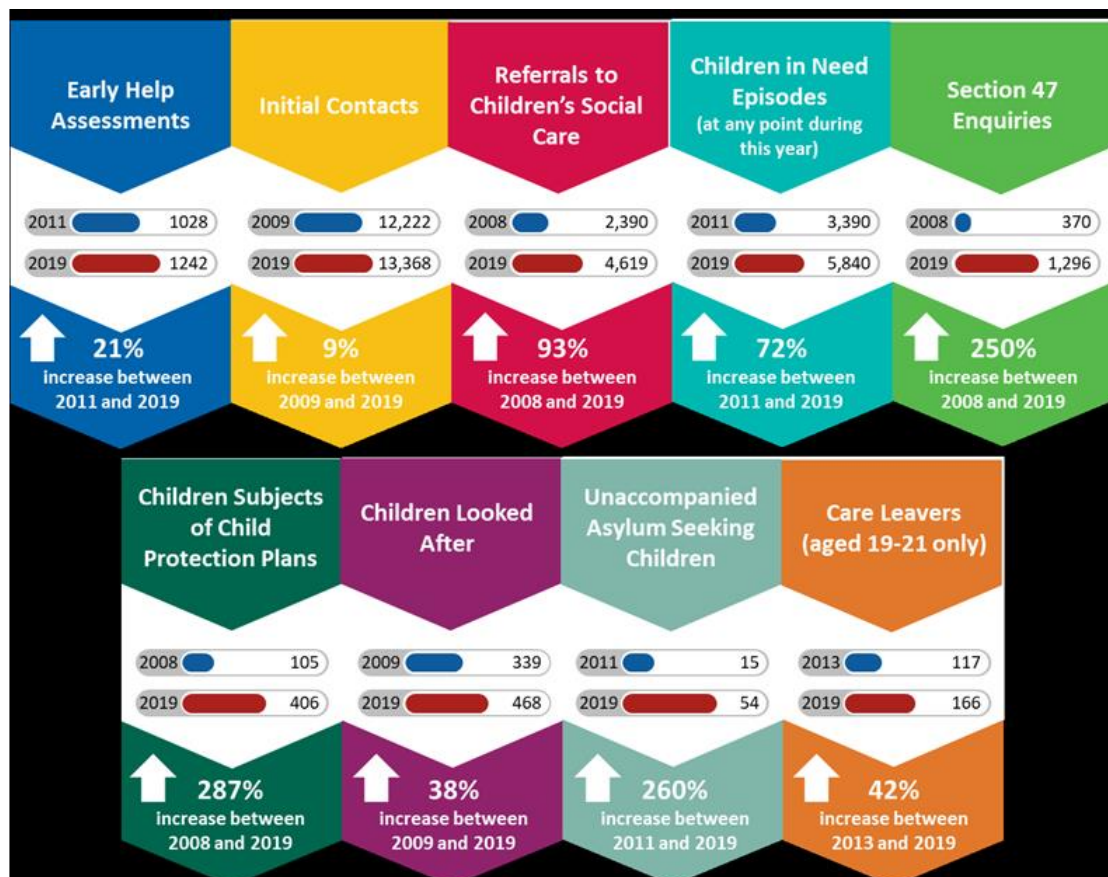 Early Help
Assessments
Initial Contacts
Referrals to
Children's Social
Care
Children in Need
Episodes
(at any point during
this year)
Section 47
Enquiries
2011 1028
2019 1242
2009 12,222
2019 13,368
2008 2,390
2019 4,619
2011 3,390
2019 5,840
2008 370
2019 1,296
21%
increase between
2011 and 2019
9%
increase between
2009 and 2019
93%
increase between
2008 and 2019
72%
increase between
2011 and 2019
250%
increase between
2008 and 2019
Children Subjects
of Child
Protection Plans
Children Looked
After
Unaccompanied
Asylum Seeking
Children
Care Leavers
(aged 19-21 only)
2008 105
2019 406
2009 339
2019 468
2011 15
2019 54
2013 117
2019 166
287%
increase between
2008 and 2019
38%
increase between
2009 and 2019
260%
increase between
2011 and 2019
42%
increase between
2013 and 2019